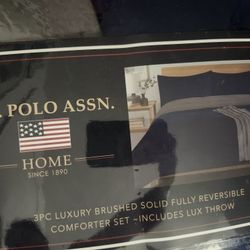 . POLO ASSN.
HOME
SINCE 1890
3PC LUXURY BRUSHED SOLID FULLY REVERSIBLE
COMFORTER SET ~INCLUDES LUX THROW